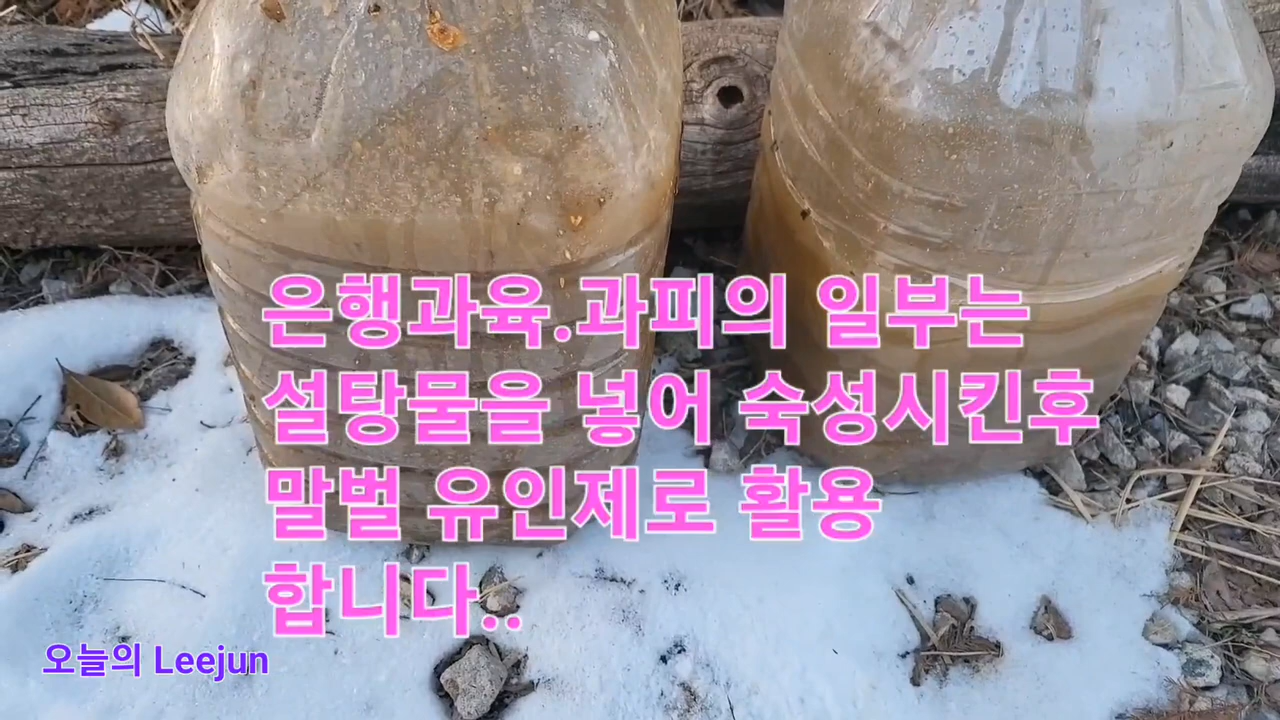 은행과육.과피의 일부는
설탕물을 넣어 숙성시킨후
말벌 유인제로 활용
합니다..
오늘의 Leejun